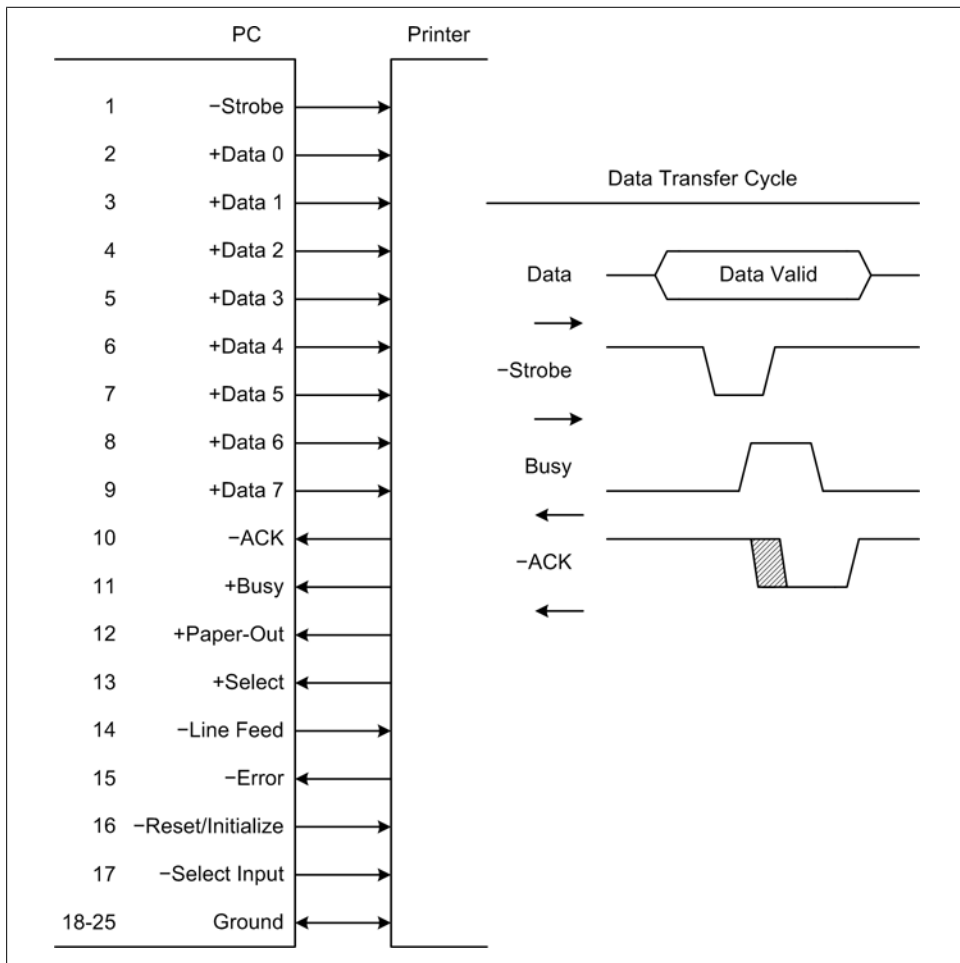 PC Printer
1 −Strobe
2 +Data 0
3 +Data 1
4 +Data 2
5 +Data 3
6 +Data 4
7 +Data 5
8 +Data 6
9 +Data 7
10 −ACK
11 +Busy
12 +Paper-Out
13 +Select
14 −Line Feed
15 −Error
16 −Reset/Initialize
17 −Select Input
18-25 Ground
Data Transfer Cycle
Data Data Valid
−Strobe
Busy
−ACK